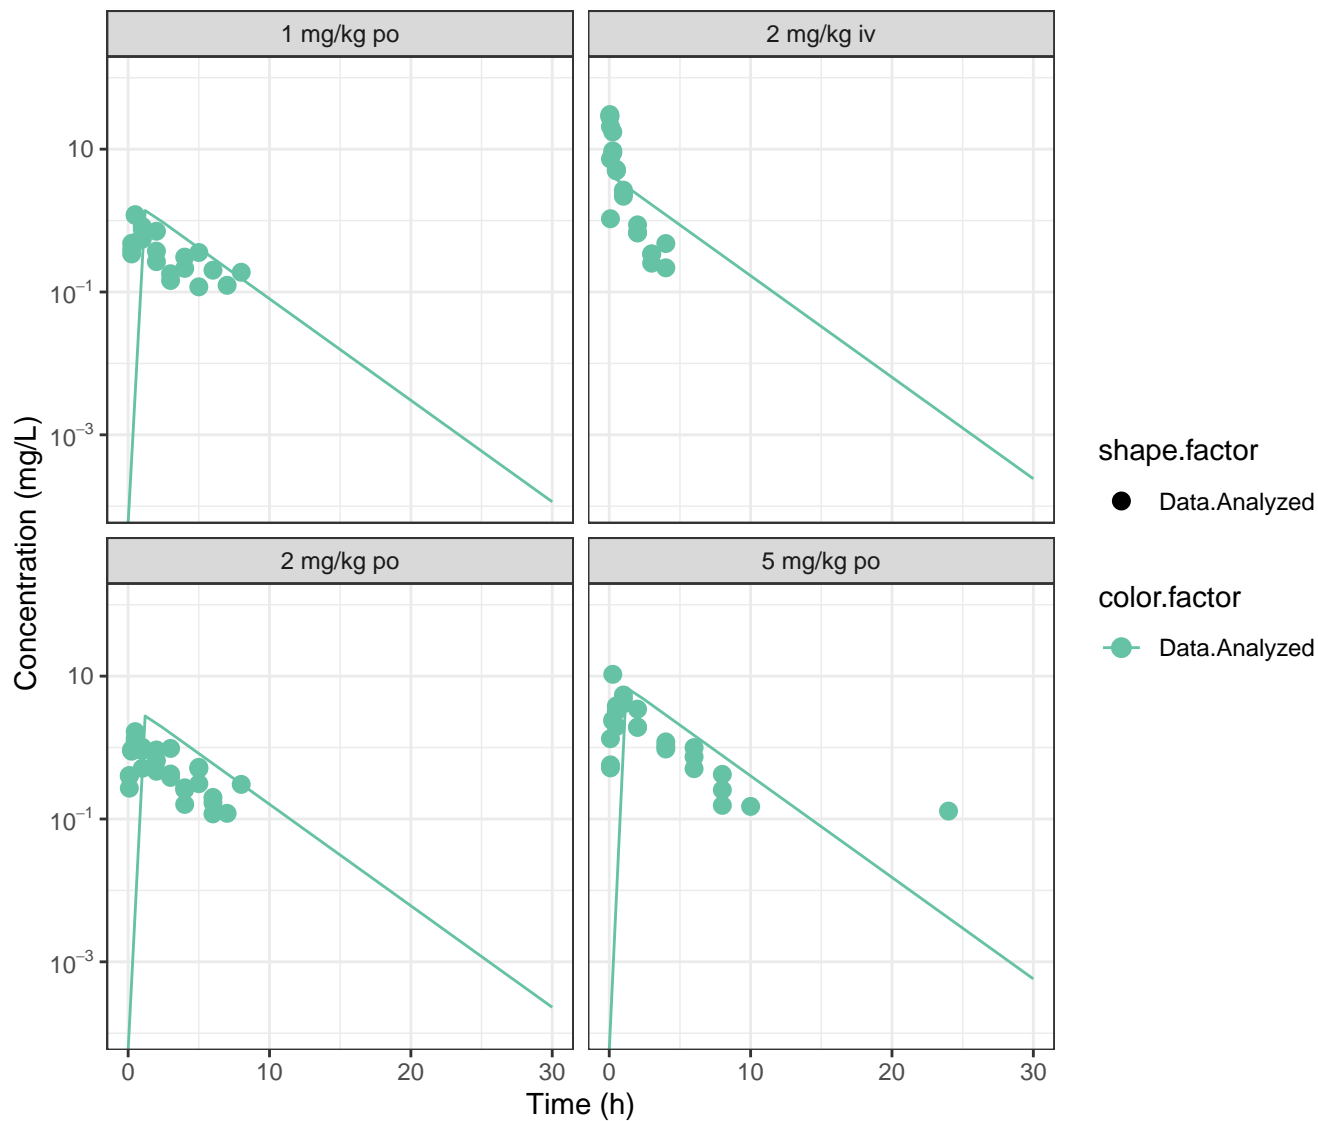 1 mg/kg po
2 mg/kg iv
10
10⁻¹
10⁻³
2 mg/kg po
5 mg/kg po
10
10⁻¹
10⁻³
0
10
20
30
0
10
20
30
Time (h)
Concentration (mg/L)
shape.factor
Data.Analyzed
color.factor
Data.Analyzed